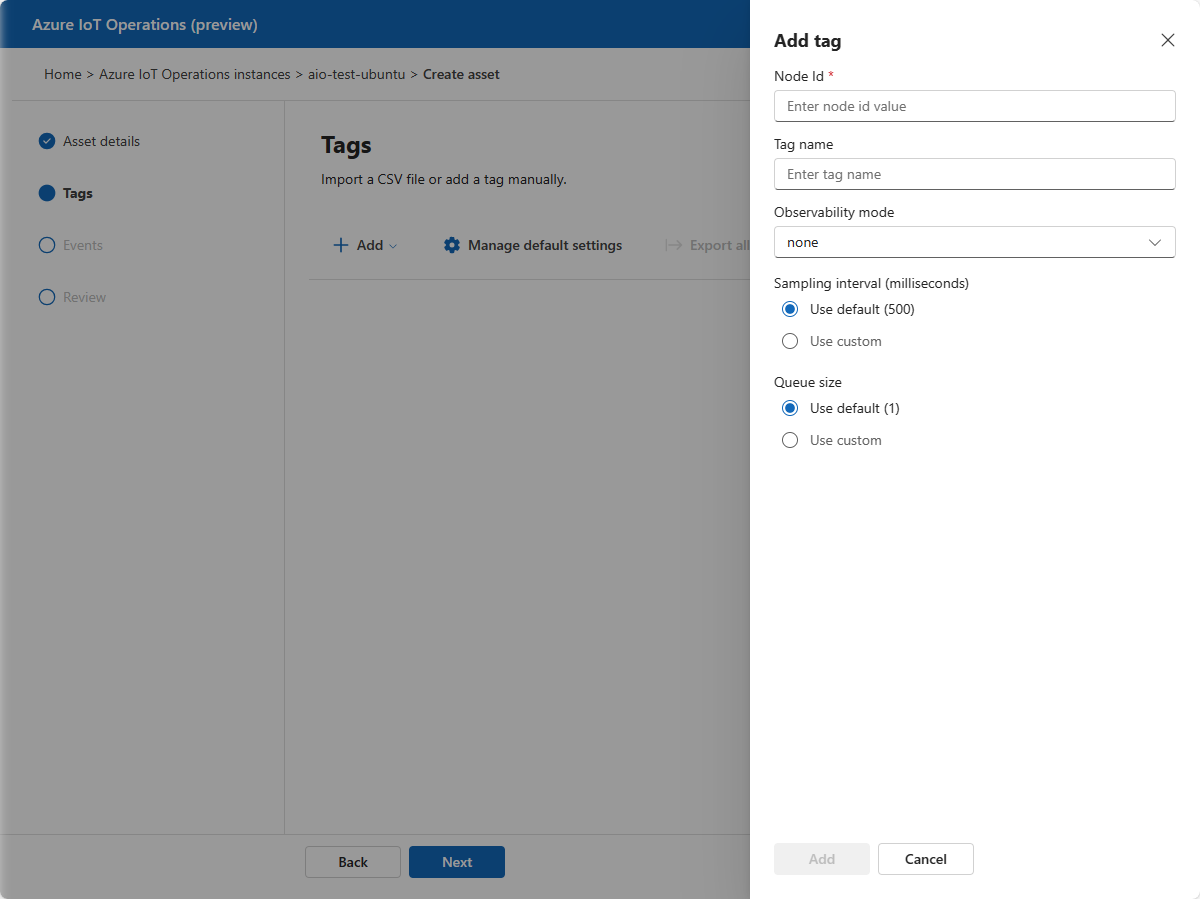 Azure IoT Operations (preview)
Home > Azure IoT Operations instances > aio-test-ubuntu > Create asset
Asset details
Tags
Events
Review
Tags
Import a CSV file or add a tag manually.
Add
Manage default settings
Export all
Back
Next
Add tag
Node Id *
Enter node id value
Tag name
Enter tag name
Observability mode
none
Sampling interval (milliseconds)
Use default (500)
Use custom
Queue size
Use default (1)
Use custom
Add
Cancel